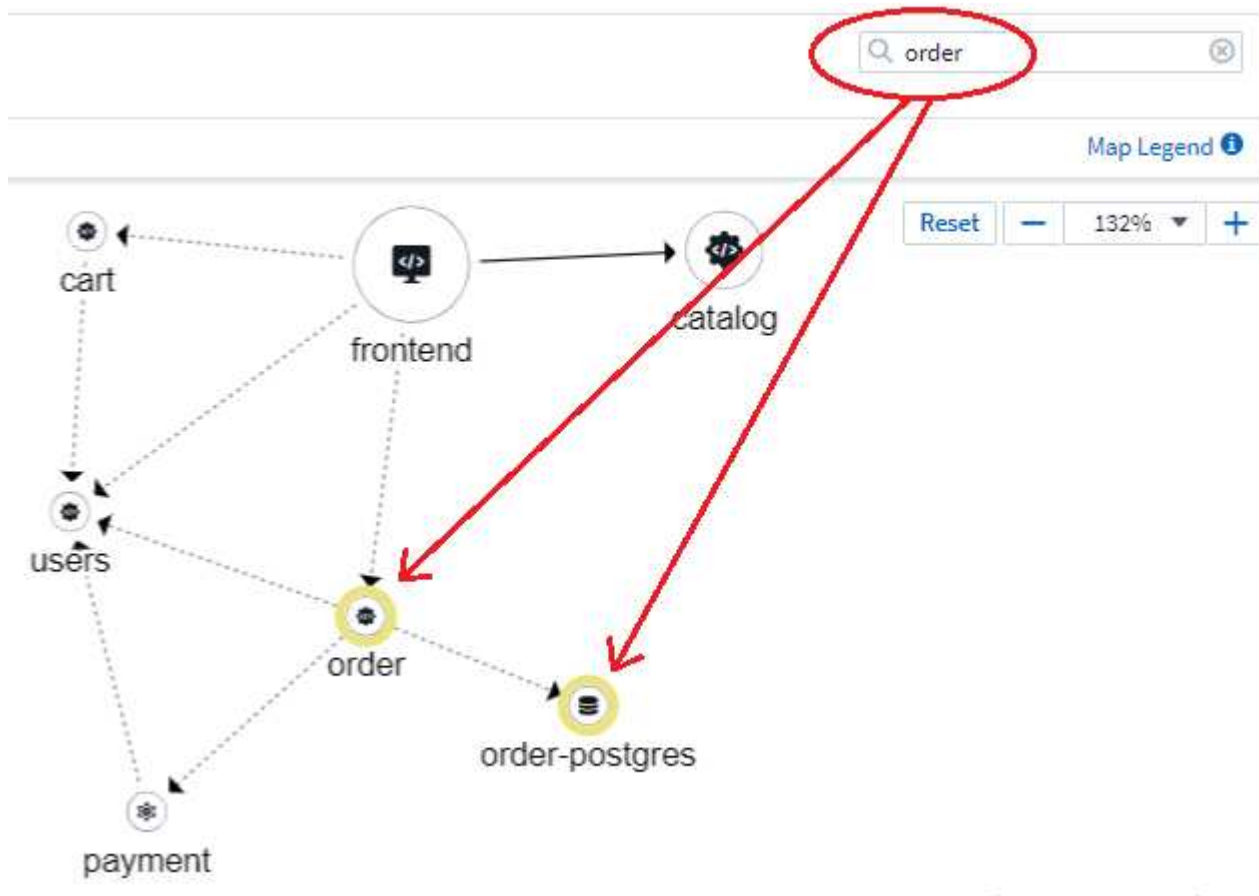 order
Map Legend
Reset
132%
cart
frontend
catalog
users
order
order-postgres
payment